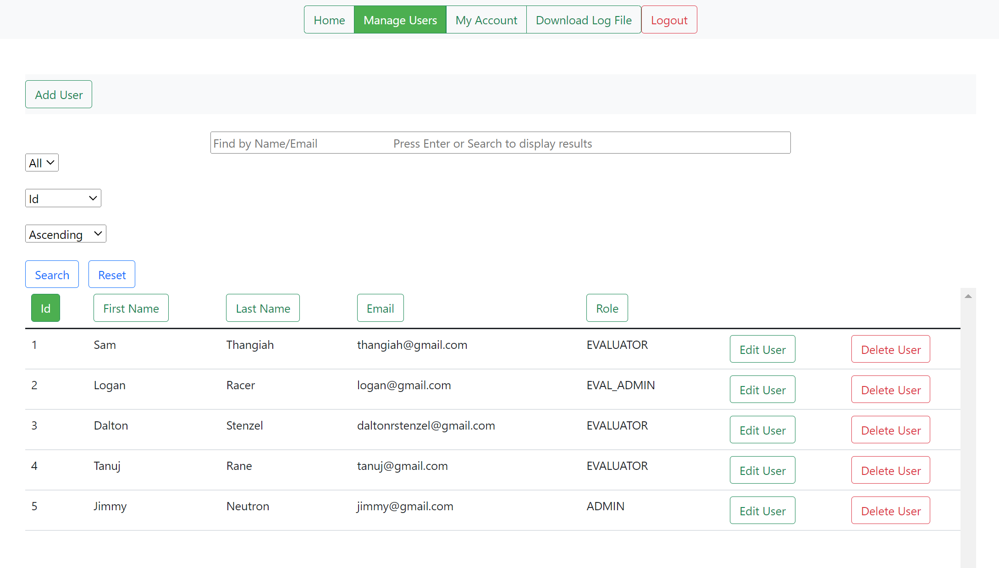 Home Manage Users My Account Download Log File Logout
Add User
Find by Name/Email Press Enter or Search to display results
All
Id
Ascending
Search Reset
Id First Name Last Name Email Role
1 Sam Thangiah thangiah@gmail.com EVALUATOR Edit User Delete User
2 Logan Racer logan@gmail.com EVAL_ADMIN Edit User Delete User
3 Dalton Stenzel daltonrstenzel@gmail.com EVALUATOR Edit User Delete User
4 Tanuj Rane tanuj@gmail.com EVALUATOR Edit User Delete User
5 Jimmy Neutron jimmy@gmail.com ADMIN Edit User Delete User